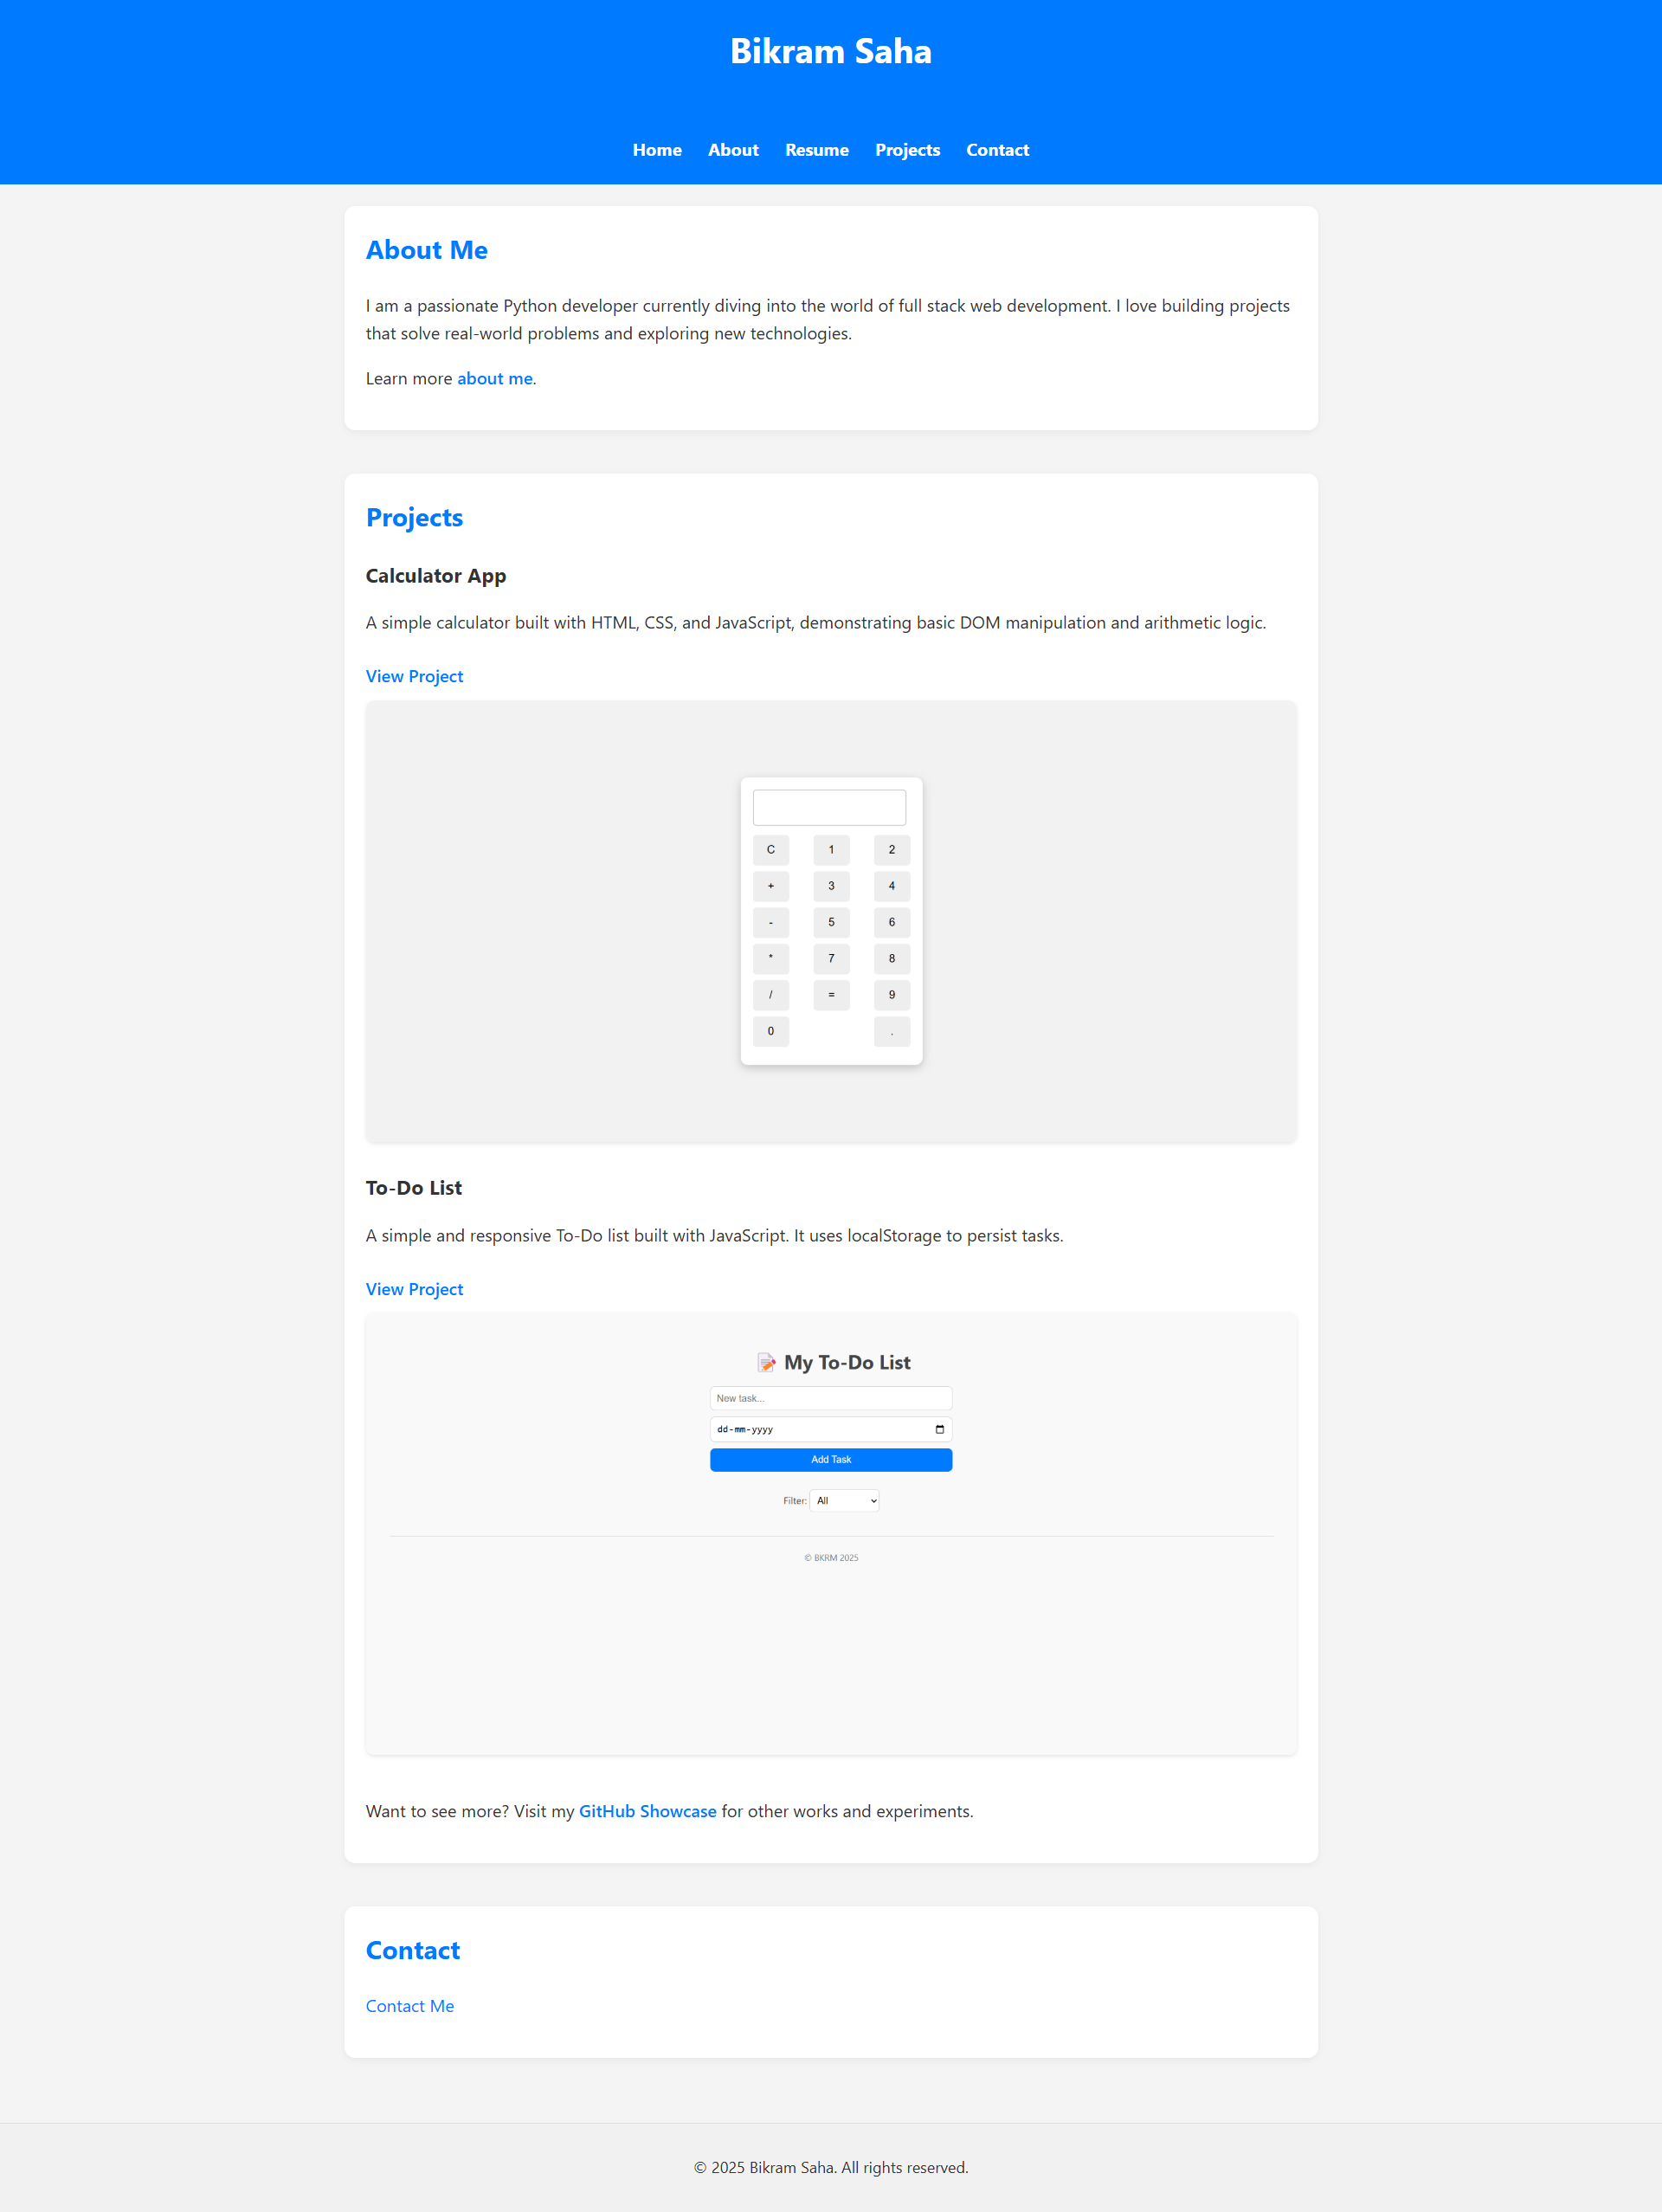 Bikram Saha
Home About Resume Projects Contact
About Me
I am a passionate Python developer currently diving into the world of full stack web development. I love building projects
that solve real-world problems and exploring new technologies.
Learn more about me.
Projects
Calculator App
A simple calculator built with HTML, CSS, and JavaScript, demonstrating basic DOM manipulation and arithmetic logic.
View Project
C 1 2
+ 3 4
- 5 6
* 7 8
/ = 9
0 .
To-Do List
A simple and responsive To-Do list built with JavaScript. It uses localStorage to persist tasks.
View Project
📝 My To-Do List
New task...
dd-mm-yyyy
Add Task
Filter: All
© BKRM 2025
Want to see more? Visit my GitHub Showcase for other works and experiments.
Contact
Contact Me
© 2025 Bikram Saha. All rights reserved.